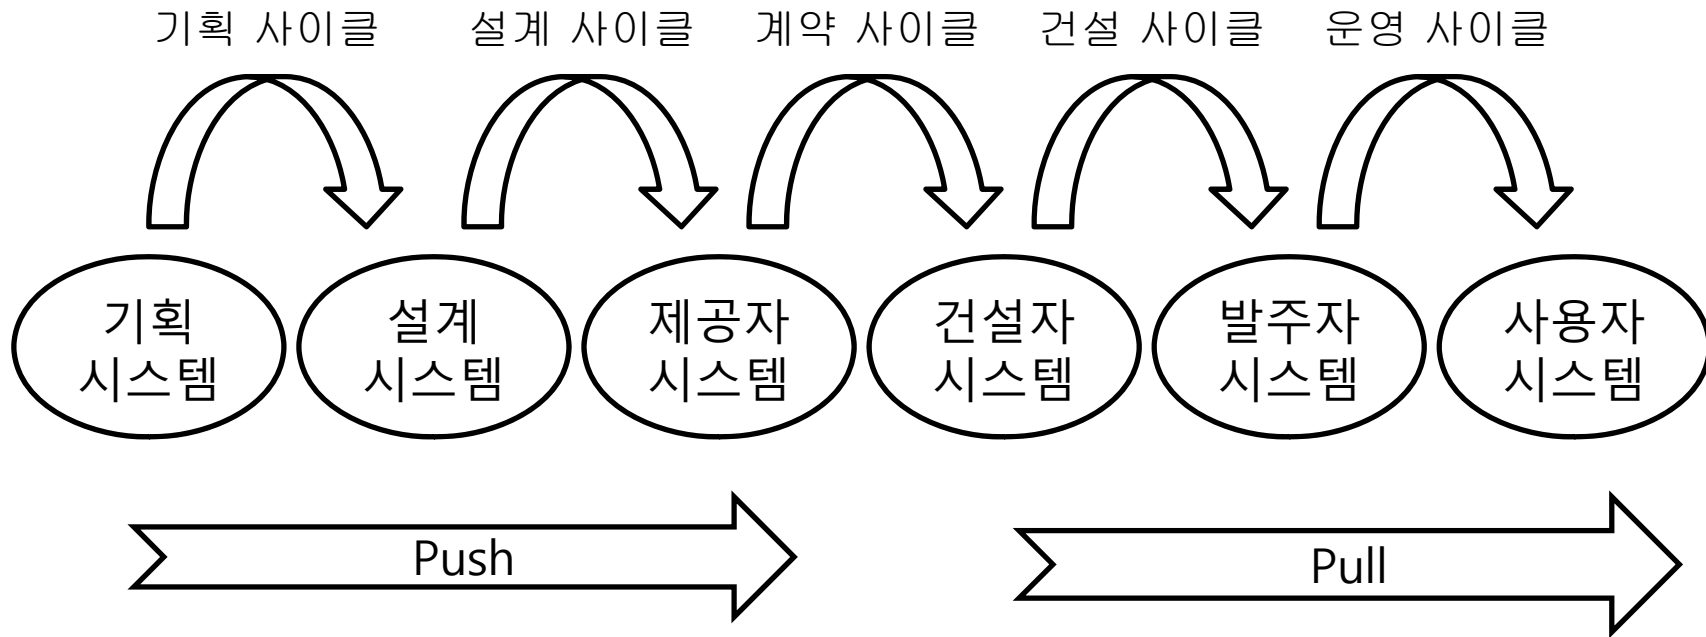 기획 사이클 설계 사이클 계약 사이클 건설 사이클 운영 사이클
기획 설계 제공자 건설자 발주자 사용자
시스템 시스템 시스템 시스템 시스템 시스템
Push Pull